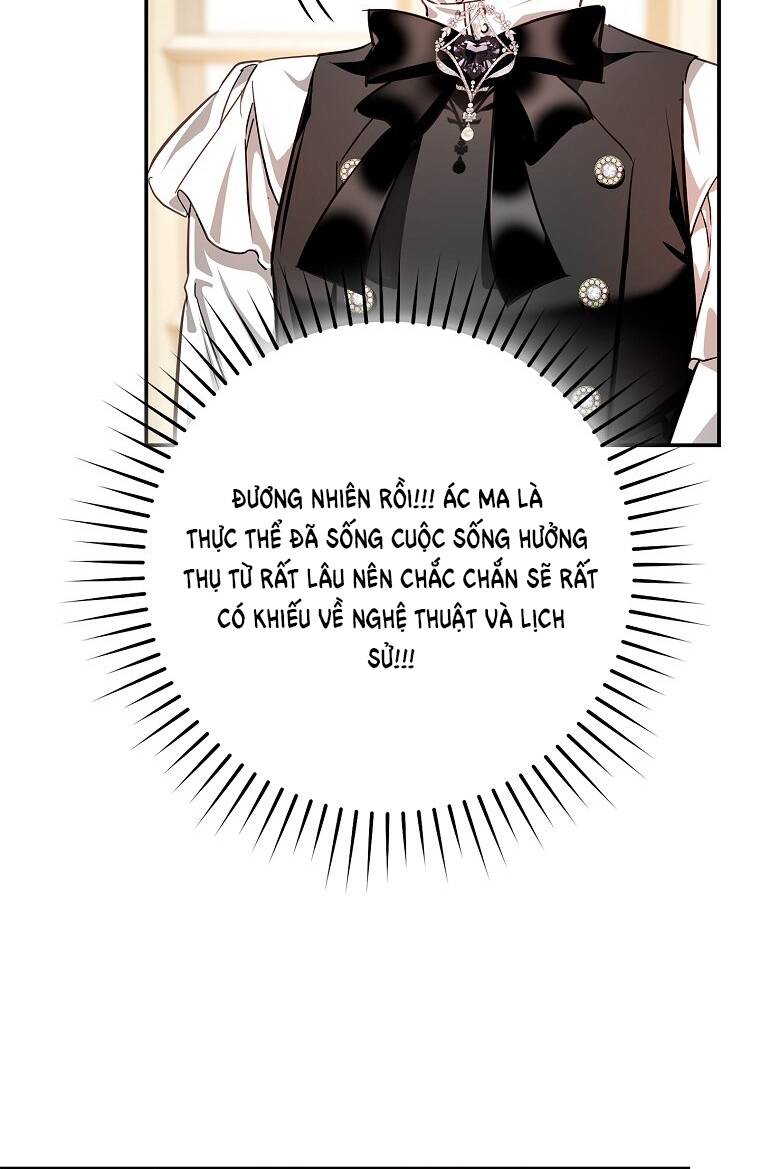 ĐƯƠNG NHIÊN RỒI!!! ÁC MA LÀ
THỰC THỂ ĐÃ SỐNG CUỘC SỐNG HƯỞNG
THỤ TỪ RẤT LÂU NÊN CHẮC CHẮN SẼ RẤT
CÓ KHIẾU VỀ NGHỆ THUẬT VÀ LỊCH
SỬ!!!